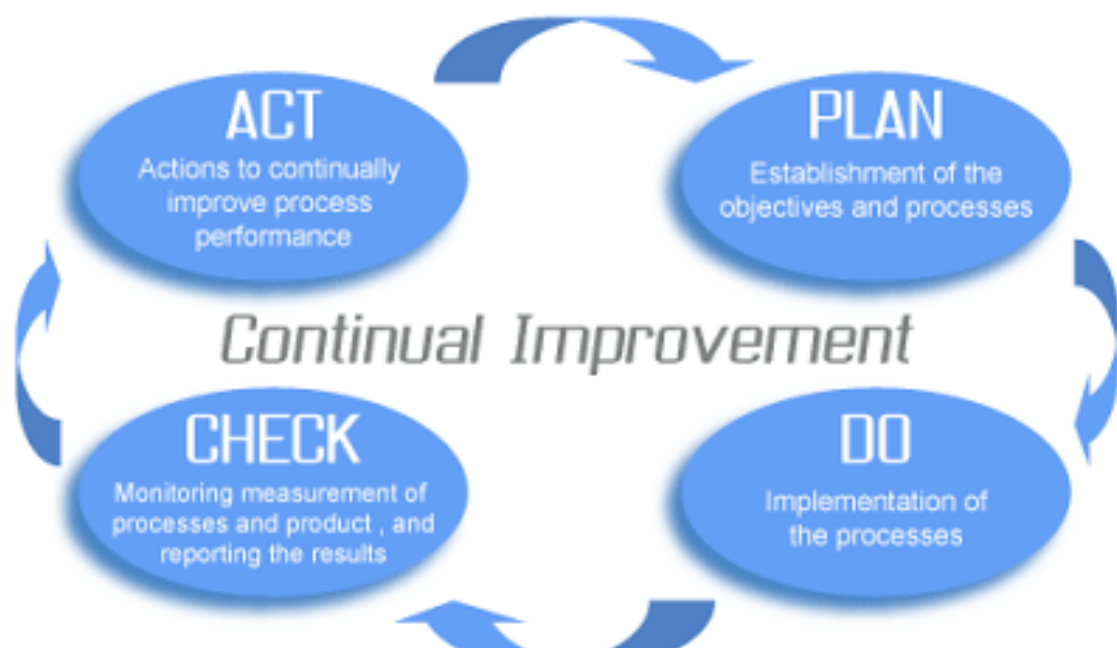 ACT
Actions to continually
improve process
performance
PLAN
Establishment of the
objectives and processes
Continual Improvement
CHECK
Monitoring measurement of
processes and product , and
reporting the results
DO
Implementation of
the processes